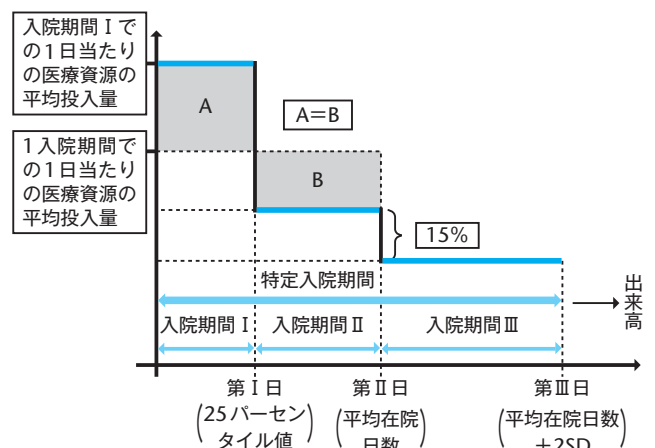 入院期間Ⅰで
の1日当たり
の医療資源の
平均投入量
A
A＝B
1入院期間で
の1日当たり
の医療資源の
平均投入量
B
15%
特定入院期間
出来高
入院期間Ⅰ
入院期間Ⅱ
入院期間Ⅲ
第Ⅰ日
(25パーセン
タイル値
第Ⅱ日
(平均在院)
日数
第Ⅲ日
(平均在院日数)
＋2SD